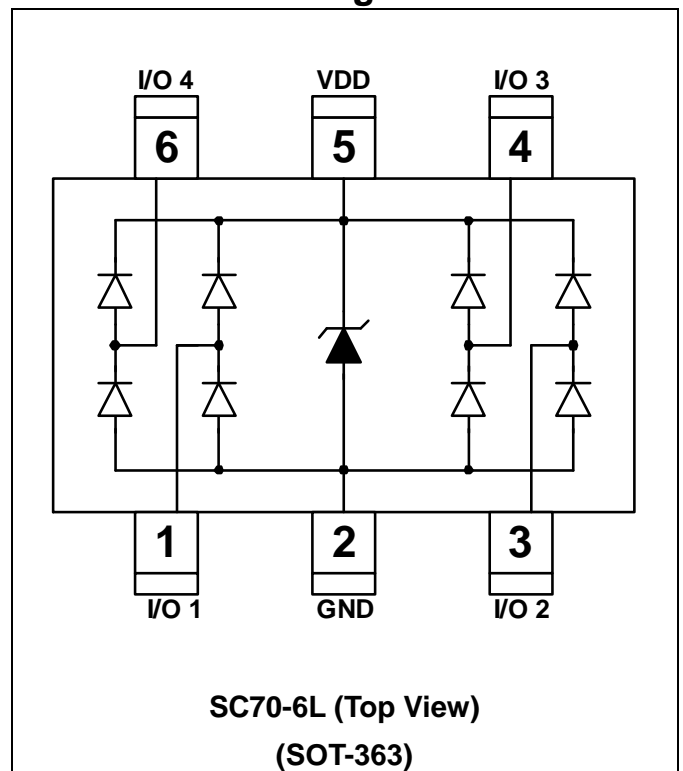 I/O 4 VDD I/O 3
6 5 4
1 2 3
I/O 1 GND I/O 2
SC70-6L (Top View)
(SOT-363)